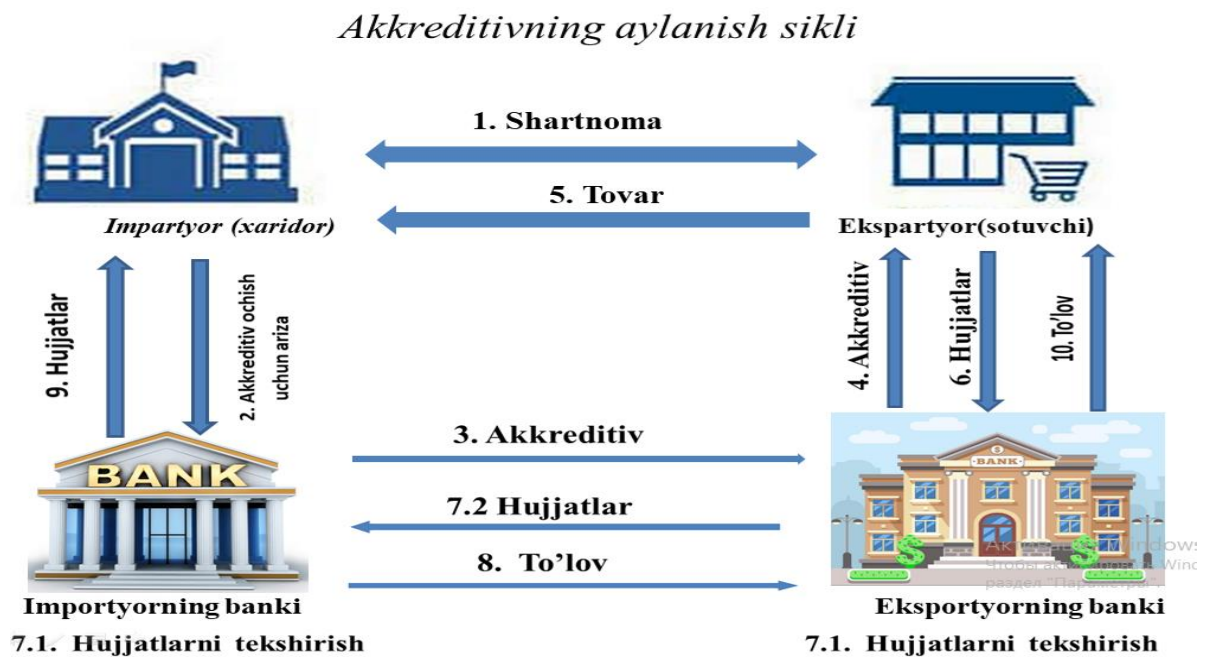 Akkreditivning aylanish sikli
1. Shartnoma
5. Tovar
Impartyor (xaridor)
Ekspartyor(sotuvchi)
9. Hujjatlar
2. Akkreditiv ochish
uchun ariza
4. Akkreditiv
6. Hujjatlar
10. To'lov
3. Akkreditiv
BANK
BANK
7.2 Hujjatlar
8. To’lov
Importyorning banki
Eksportyorning banki
7.1. Hujjatlarni tekshirish
7.1. Hujjatlarni tekshirish